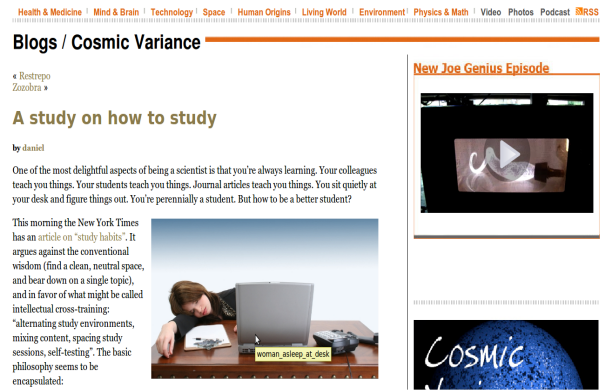 Health & Medicine | Mind & Brain | Technology | Space | Human Origins | Living World | Environment | Physics & Math | Video Photos Podcast RSS
Blogs / Cosmic Variance
« Restrepo
Zozobra »
A study on how to study
by daniel
One of the most delightful aspects of being a scientist is that you're always learning. Your colleagues
teach you things. Your students teach you things. Journal articles teach you things. You sit quietly at
your desk and figure things out. You're perennially a student. But how to be a better student?
This morning the New York Times
has an article on “study habits”. It
argues against the conventional
wisdom (find a clean, neutral space,
and bear down on a single topic),
and in favor of what might be called
intellectual cross-training:
“alternating study environments,
mixing content, spacing study
sessions, self-testing”. The basic
philosophy seems to be
encapsulated:
woman_asleep_at_desk
New Joe Genius Episode
Cosmic